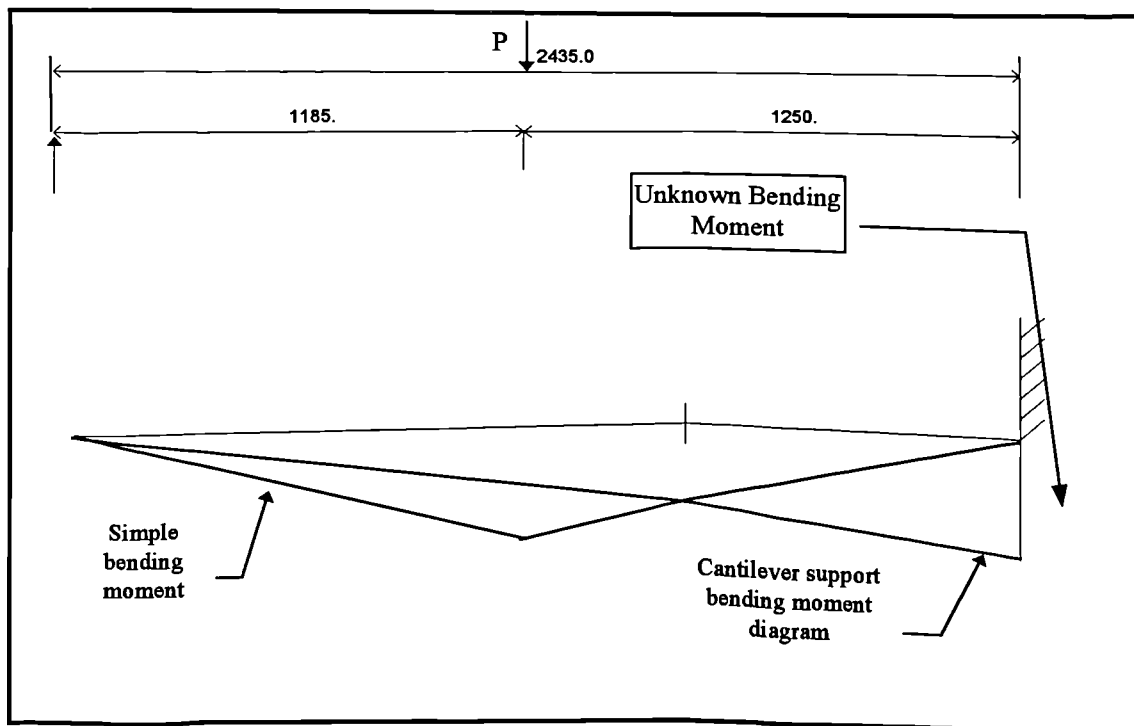 P
2435.0
1185.
1250.
Unknown Bending
Moment
Simple
bending
moment
Cantilever support
bending moment
diagram